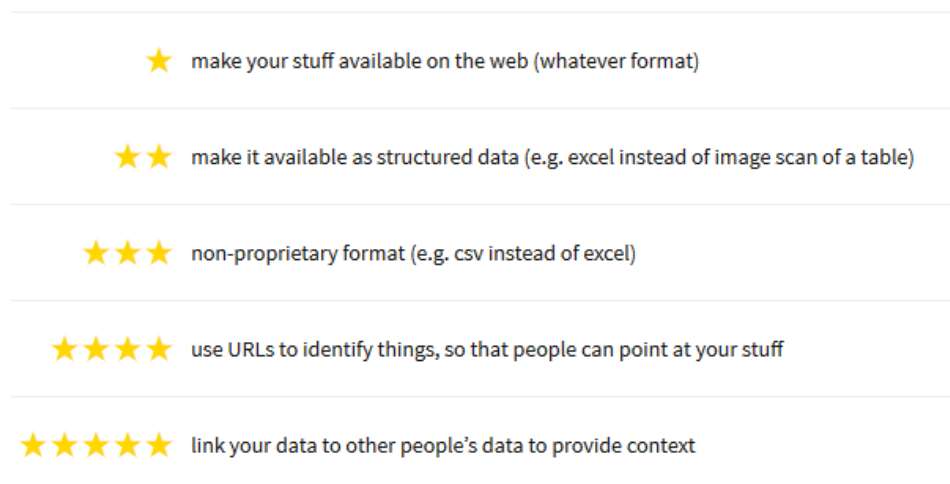 make your stuff available on the web (whatever format)
make it available as structured data (e.g. excel instead of image scan of a table)
non-proprietary format (e.g. csv instead of excel)
use URLs to identify things, so that people can point at your stuff
link your data to other people’s data to provide context